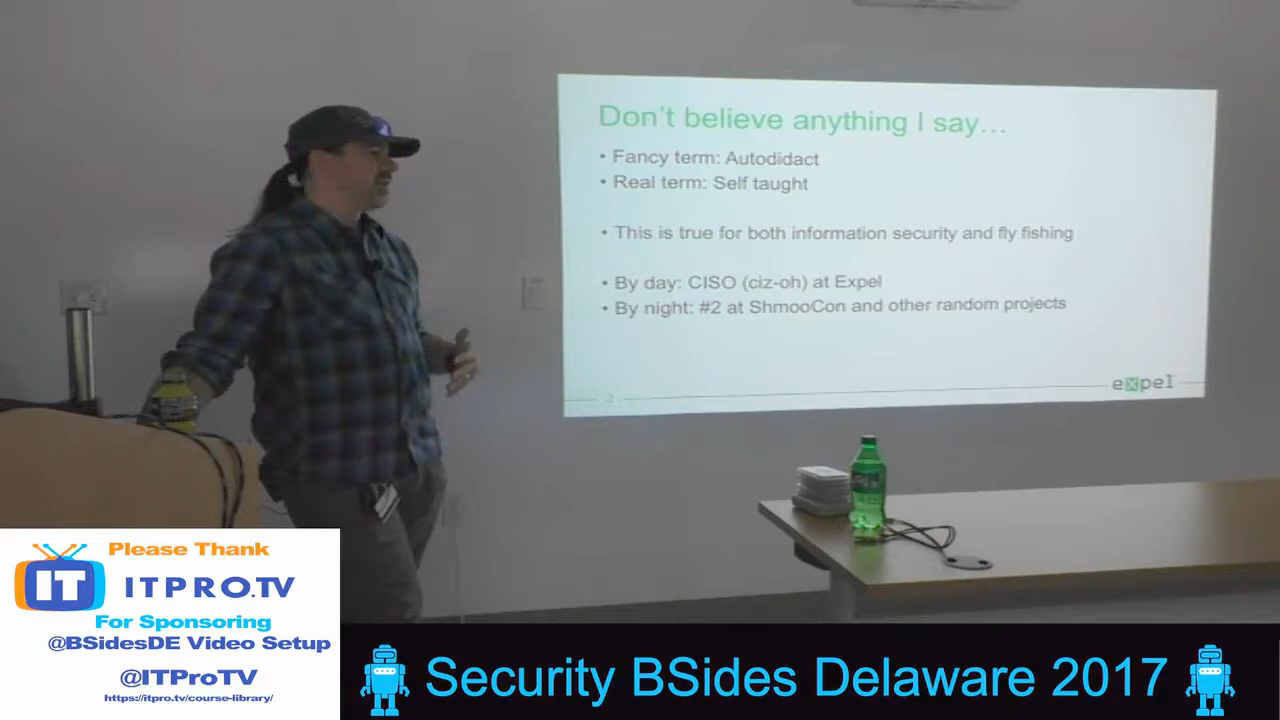 Don't believe anything I say...
• Fancy term: Autodidact
• Real term: Self taught
• This is true for both information security and fly fishing
• By day: CISO (ciz-oh) at Expel
• By night: #2 at ShmooCon and other random projects
2
expel
Please Thank
IT ITPRO.TV
For Sponsoring
@BSidesDE Video Setup
@ITProTV
https://itpro.tv/course-library/
Security BSides Delaware 2017